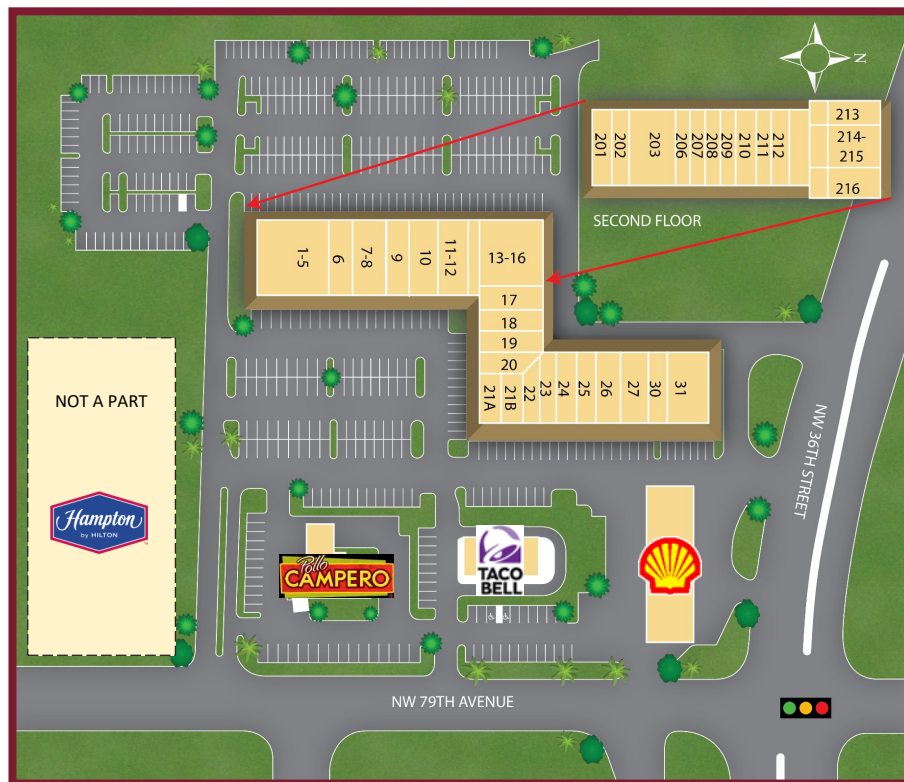 N
213
214-
215
216
201
202
203
206
207
208
209
210
211
212
SECOND FLOOR
1-5
6
7-8
9
10
11-12
13-16
17
18
19
20
21A
21B
22
23
24
25
26
27
30
31
NOT A PART
Hampton
by HILTON
NW 36TH STREET
Pollo
CAMPERO
TACO
BELL
NW 79TH AVENUE